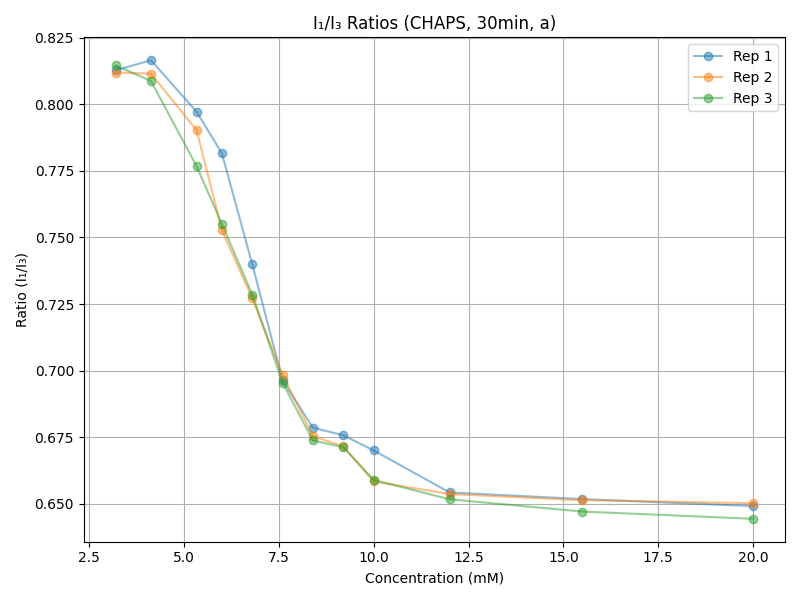 I₁/I₃ Ratios (CHAPS, 30min, a)
Rep 1
Rep 2
Rep 3
Ratio (I₁/I₃)
0.825
0.800
0.775
0.750
0.725
0.700
0.675
0.650
2.5 5.0 7.5 10.0 12.5 15.0 17.5 20.0
Concentration (mM)